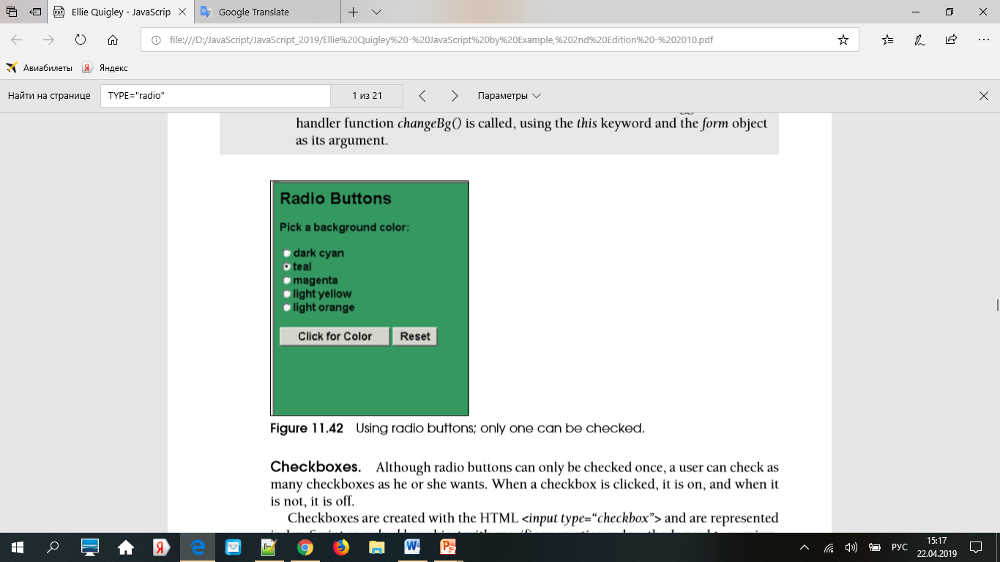 Ellie Quigley - JavaScrip
Google Translate
file:///D:/JavaScript/JavaScript_2019/Ellie%20Quigley%20-%20JavaScript%20by%20Example,%202nd%20Edition%20-%202010.pdf
Авиабилеты
Я Яндекс
Найти на странице
TYPE="radio"
1 из 21
Параметры
handler function changeBg() is called, using the this keyword and the form object
as its argument.
Radio Buttons
Pick a background color:
dark cyan
teal
magenta
light yellow
light orange
Click for Color
Reset
Figure 11.42 Using radio buttons; only one can be checked.
Checkboxes. Although radio buttons can only be checked once, a user can check as
many checkboxes as he or she wants. When a checkbox is clicked, it is on, and when it
is not, it is off.
Checkboxes are created with the HTML <input type=“checkbox”> and are represented
РУС
15:17
22.04.2019